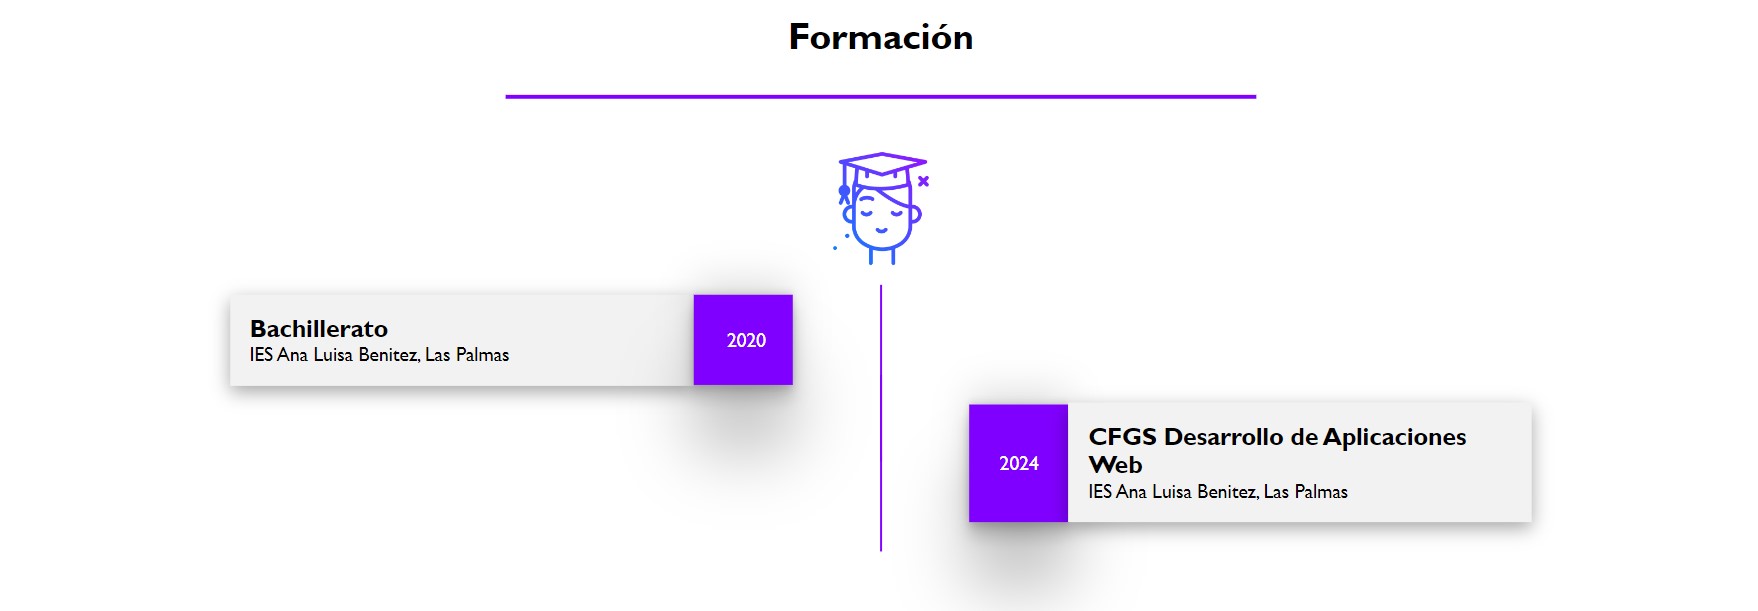 Formación
Bachillerato
IES Ana Luisa Benitez, Las Palmas
2020
2024
CFGS Desarrollo de Aplicaciones
Web
IES Ana Luisa Benitez, Las Palmas